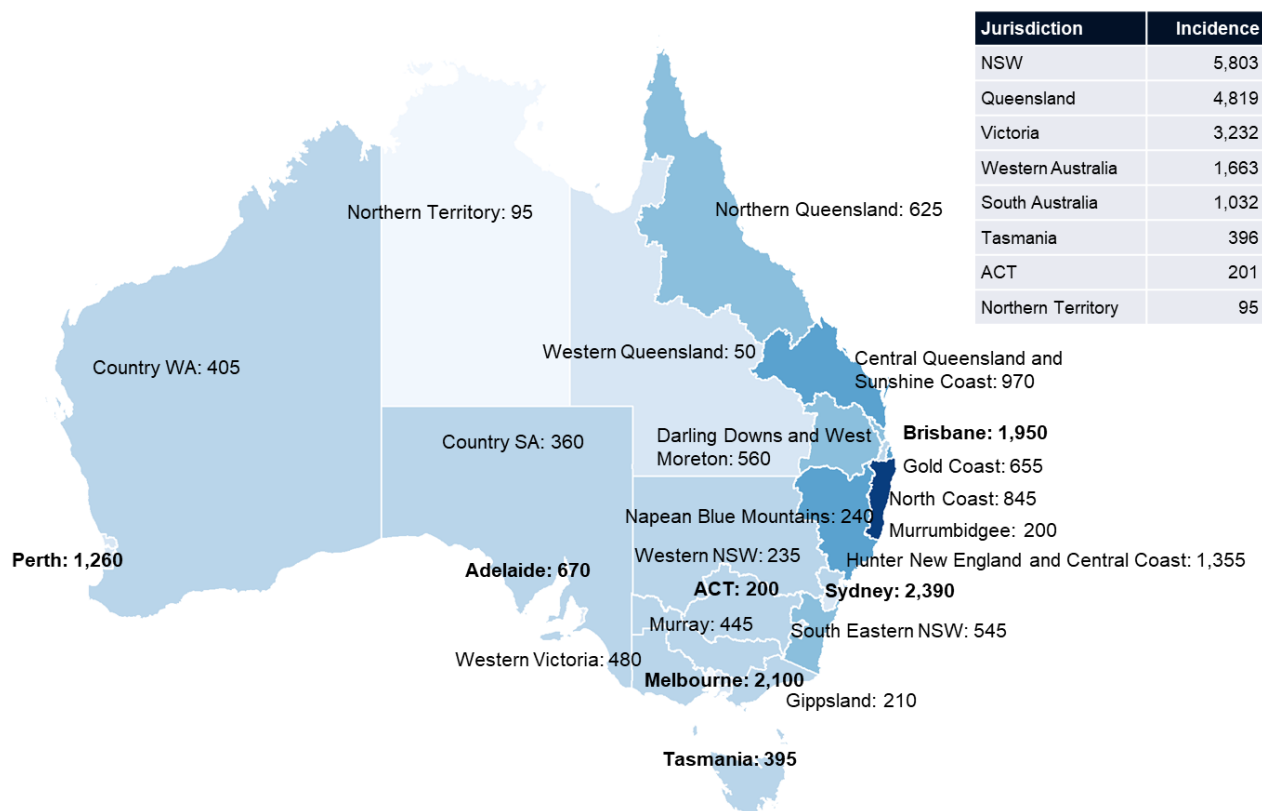 Jurisdiction Incidence
NSW 5,803
Queensland 4,819
Victoria 3,232
Western Australia 1,663
South Australia 1,032
Tasmania 396
ACT 201
Northern Territory 95
Northern Territory: 95
Northern Queensland: 625
Western Queensland: 50
Country WA: 405
Central Queensland and
Sunshine Coast: 970
Country SA: 360
Darling Downs and West
Moreton: 560
Brisbane: 1,950
Gold Coast: 655
North Coast: 845
Napean Blue Mountains: 240
Murrumbidgee: 200
Perth: 1,260
Western NSW: 235
Hunter New England and Central Coast: 1,355
Adelaide: 670
ACT: 200
Sydney: 2,390
Murray: 445
South Eastern NSW: 545
Western Victoria: 480
Melbourne: 2,100
Gippsland: 210
Tasmania: 395